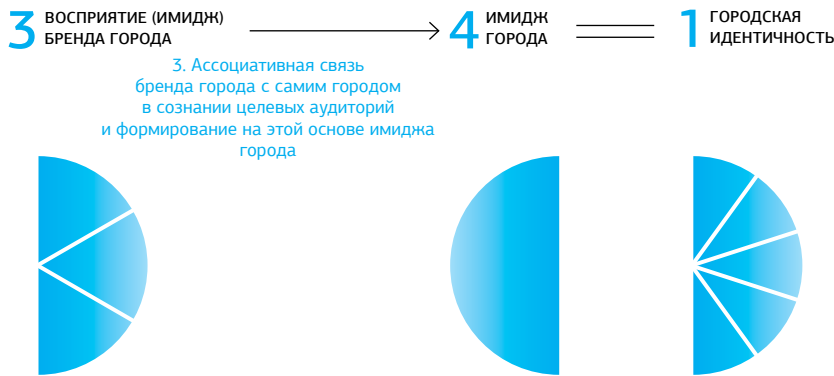 3 ВОСПРИЯТИЕ (ИМИДЖ)
БРЕНДА ГОРОДА
4 ИМИДЖ
ГОРОДА
1 ГОРОДСКАЯ
ИДЕНТИЧНОСТЬ
3. Ассоциативная связь
бренда города с самим городом
в сознании целевых аудиторий
и формирование на этой основе имиджа
города